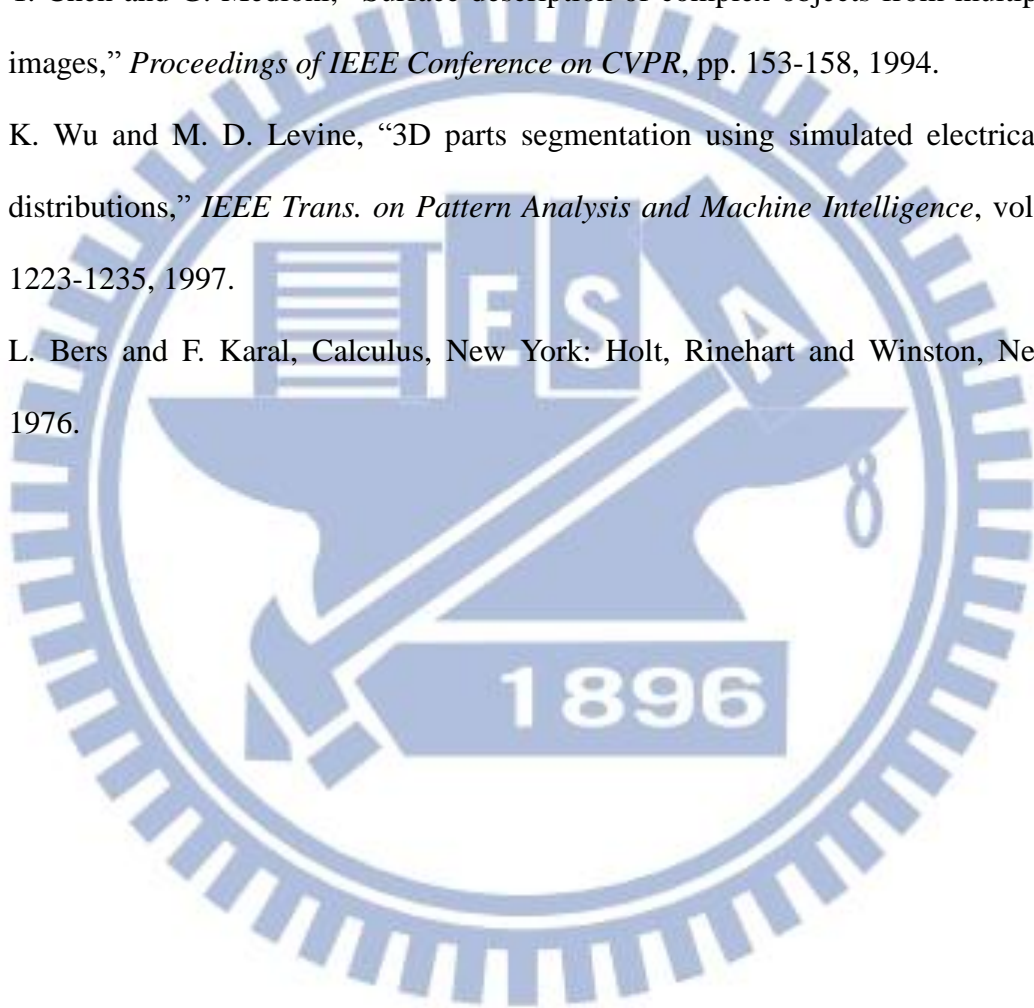 images,” Proceedings of IEEE Conference on CVPR, pp. 153-158, 1994.
K. Wu and M. D. Levine, “3D parts segmentation using simulated electrica
distributions,” IEEE Trans. on Pattern Analysis and Machine Intelligence, vol
1223-1235, 1997.
L. Bers and F. Karal, Calculus, New York: Holt, Rinehart and Winston, Ne
1976.
E S A
1896